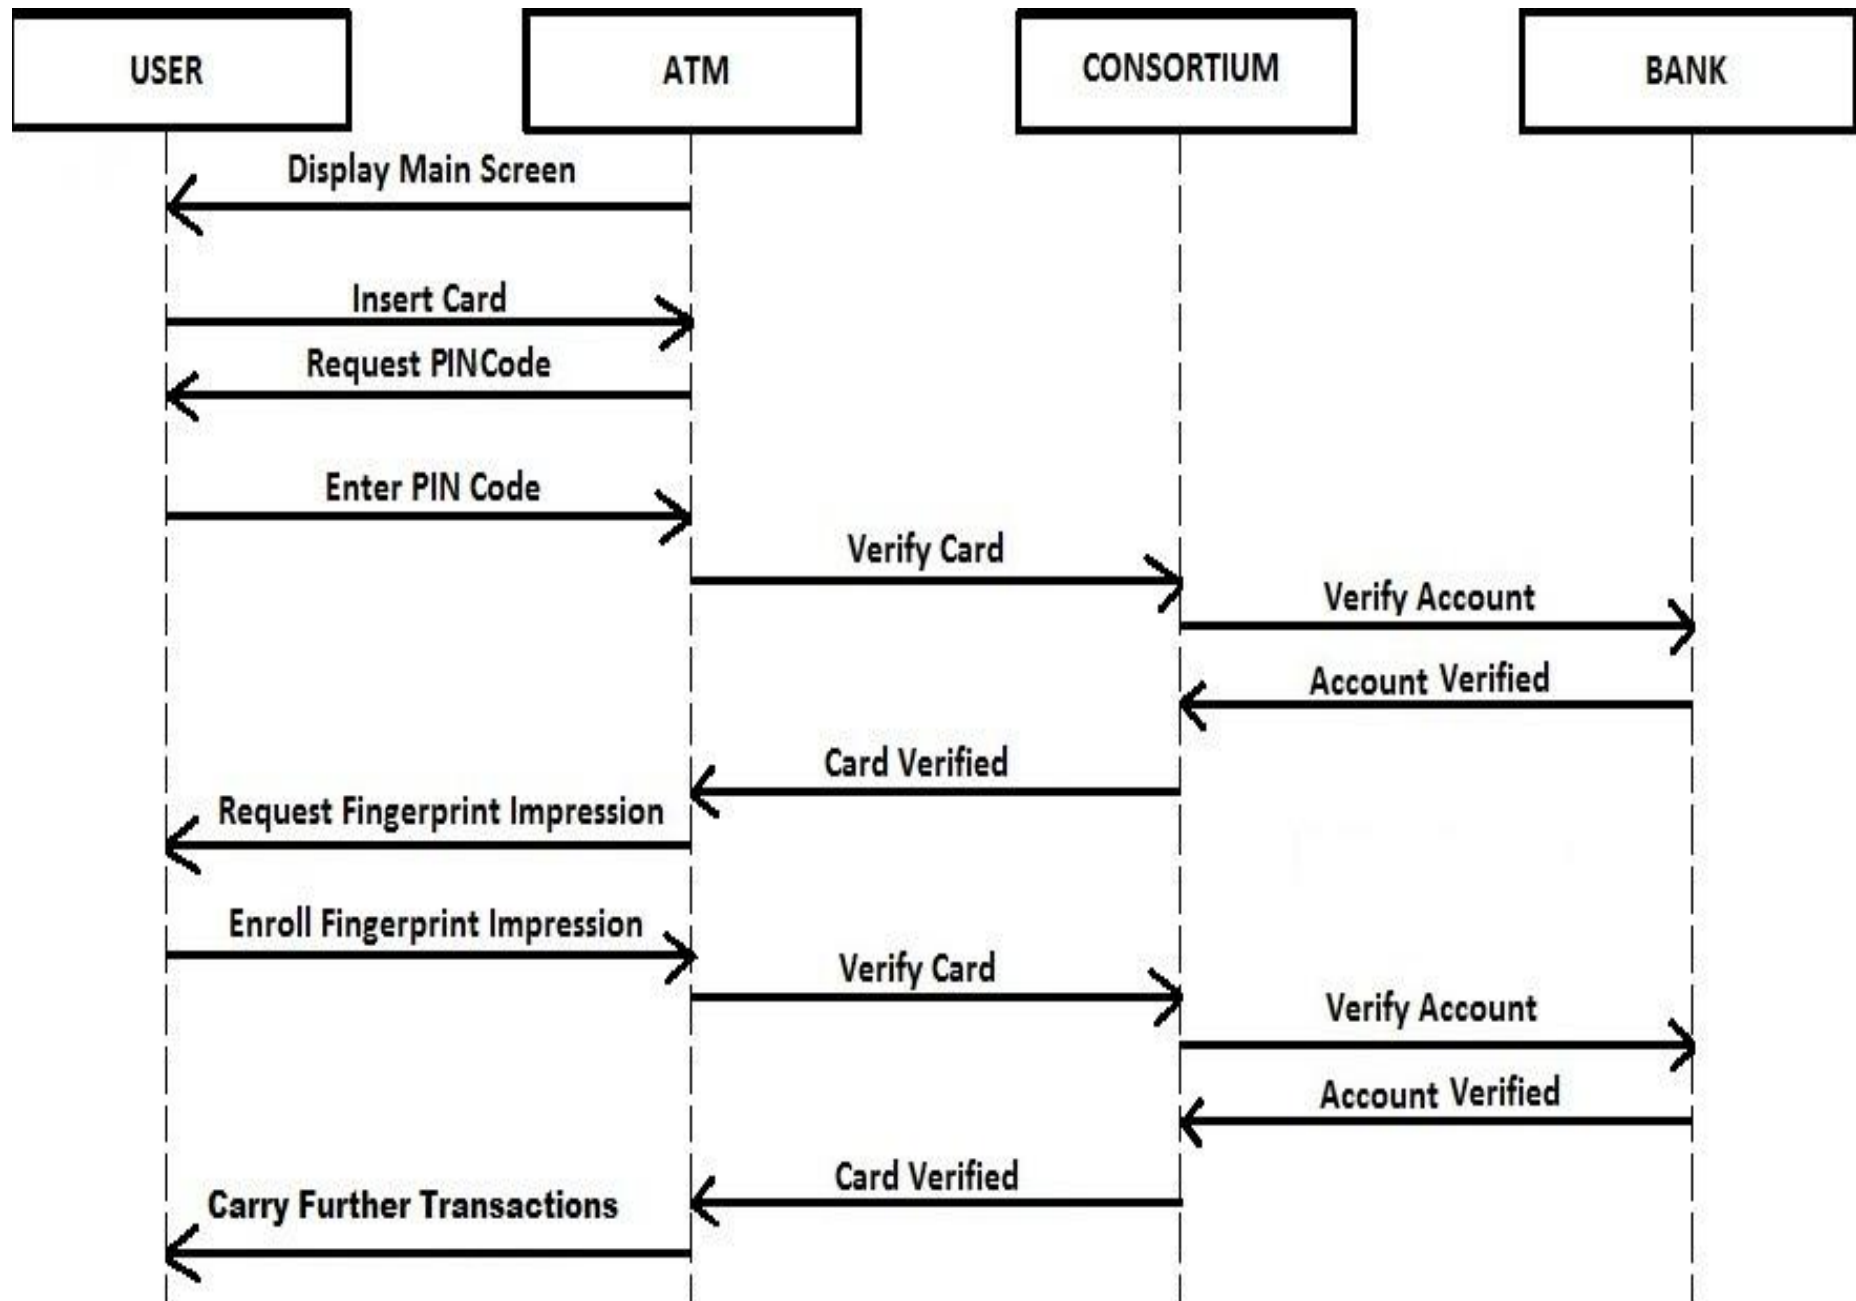 USER
ATM
CONSORTIUM
BANK
Display Main Screen
Insert Card
Request PINCode
Enter PIN Code
Verify Card
Verify Account
Account Verified
Card Verified
Request Fingerprint Impression
Enroll Fingerprint Impression
Verify Card
Verify Account
Account Verified
Card Verified
Carry Further Transactions